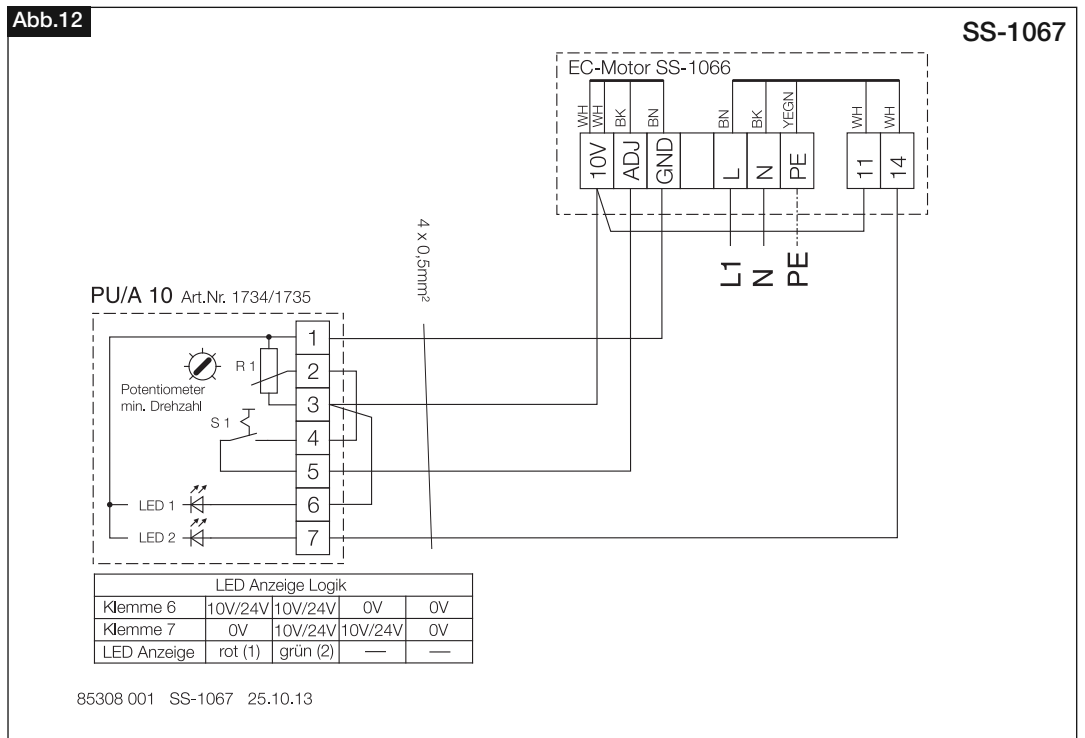 Abb.12
SS-1067
EC-Motor SS-1066
WH
WH
BK
BN
BN
BK
YEGN
WH
WH
10V
ADJ
GND
L
N
PE
11
14
L1
N
PE
4 x 0,5mm²
PU/A 10 Art.Nr. 1734/1735
1
2
3
4
5
6
7
R 1
Potentiometer
min. Drehzahl
S 1
LED 1
LED 2
LED Anzeige Logik
Klemme 6 10V/24V 10V/24V 0V 0V
Klemme 7 0V 10V/24V 10V/24V 0V
LED Anzeige rot (1) grün (2) — —
85308 001 SS-1067 25.10.13